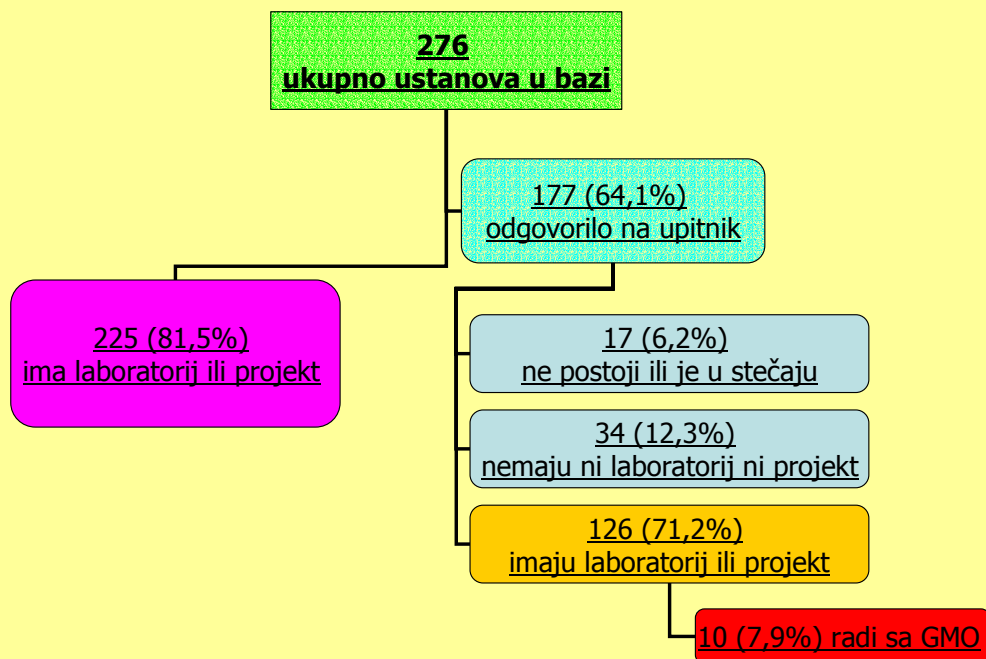 276
ukupno ustanova u bazi
177 (64,1%)
odgovorilo na upitnik
225 (81,5%)
ima laboratorij ili projekt
17 (6,2%)
ne postoji ili je u stečaju
34 (12,3%)
nemaju ni laboratorij ni projekt
126 (71,2%)
imaju laboratorij ili projekt
10 (7,9%) radi sa GMO